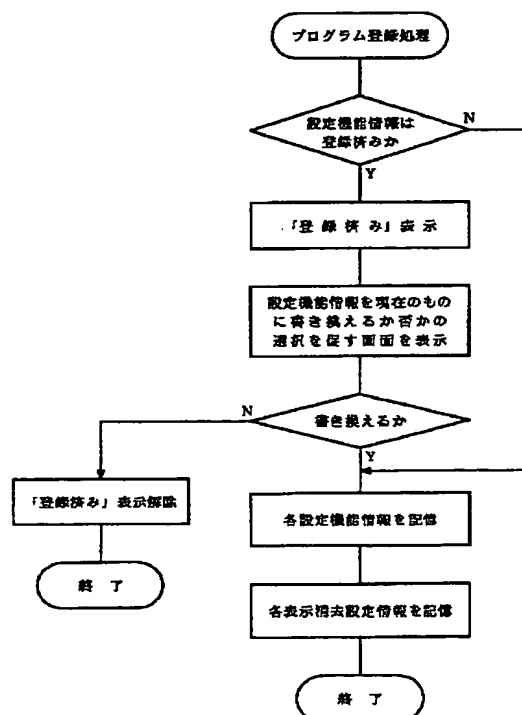 プログラム登録処理
設定機能情報は
登録済みか
N
Y
「登録済み」表示
設定機能情報を現在のもの
に書き換えるか否かの
選択を促す画面を表示
N
書き換えるか
Y
「登録済み」表示解除
各設定機能情報を記憶
終了
各表示消去設定情報を記憶
終了